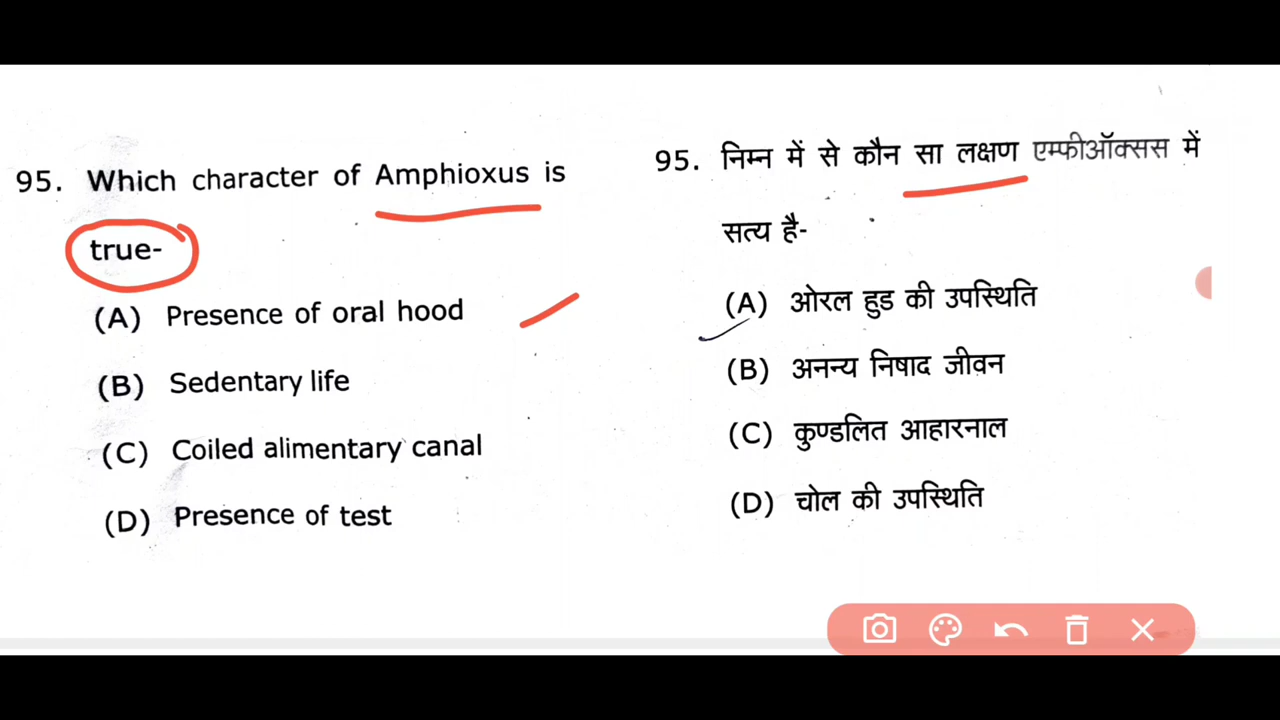 95. Which character of Amphioxus is
true-
(A) Presence of oral hood
(B) Sedentary life
(C) Coiled alimentary canal
(D) Presence of test
95. निम्न में से कौन सा लक्षण एम्फीऑक्सस में
सत्य है-
(A) ओरल हुड की उपस्थिति
(B) अनन्य निषाद जीवन
(C) कुण्डलित आहारनाल
(D) चोल की उपस्थिति